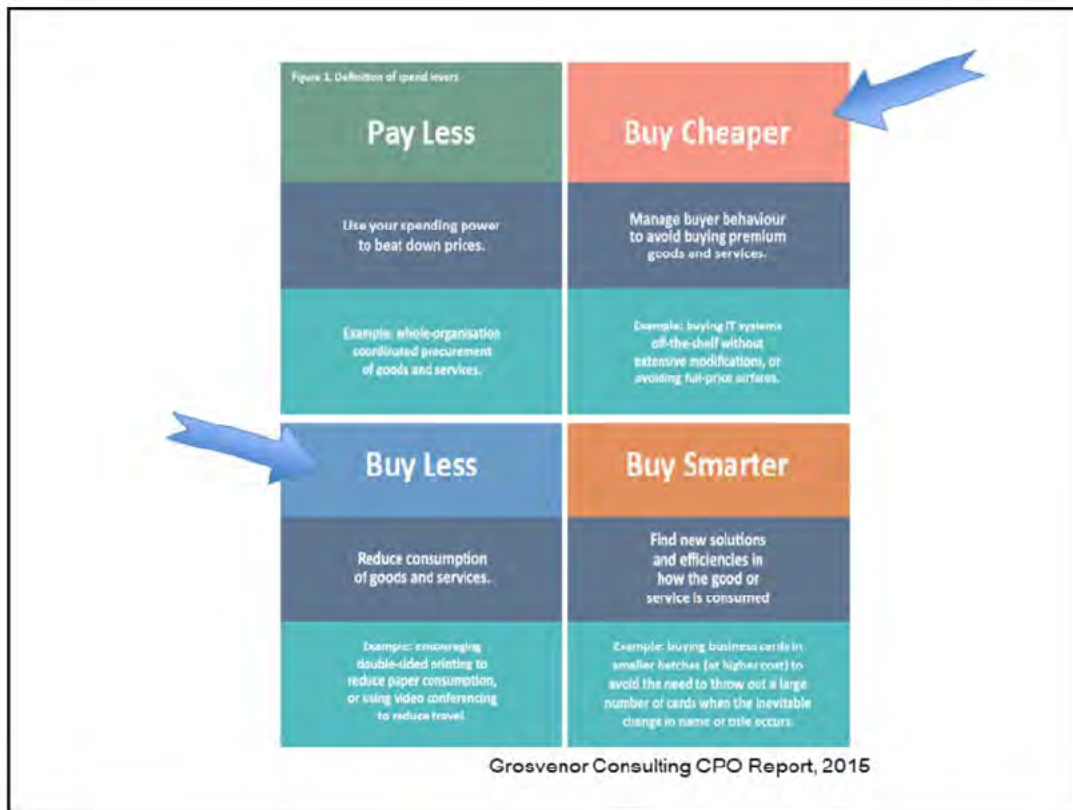 Figure 1. Definition of spend levers
Pay Less
Use your spending power
to beat down prices.
Example: whole-organisation
coordinated procurement
of goods and services.
Buy Cheaper
Manage buyer behaviour
to avoid buying premium
goods and services.
Example: buying IT systems
off-the-shelf without
extensive modifications, or
avoiding full-price airfares.
Buy Less
Reduce consumption
of goods and services.
Example: encouraging
double-sided printing to
reduce paper consumption,
or using video conferencing
to reduce travel.
Buy Smarter
Find new solutions
and efficiencies in
how the good or
service is consumed
Example: buying business cards in
smaller batches (at higher cost) to
avoid the need to throw out a large
number of cards when the inevitable
change in name or title occurs.
Grosvenor Consulting CPO Report, 2015